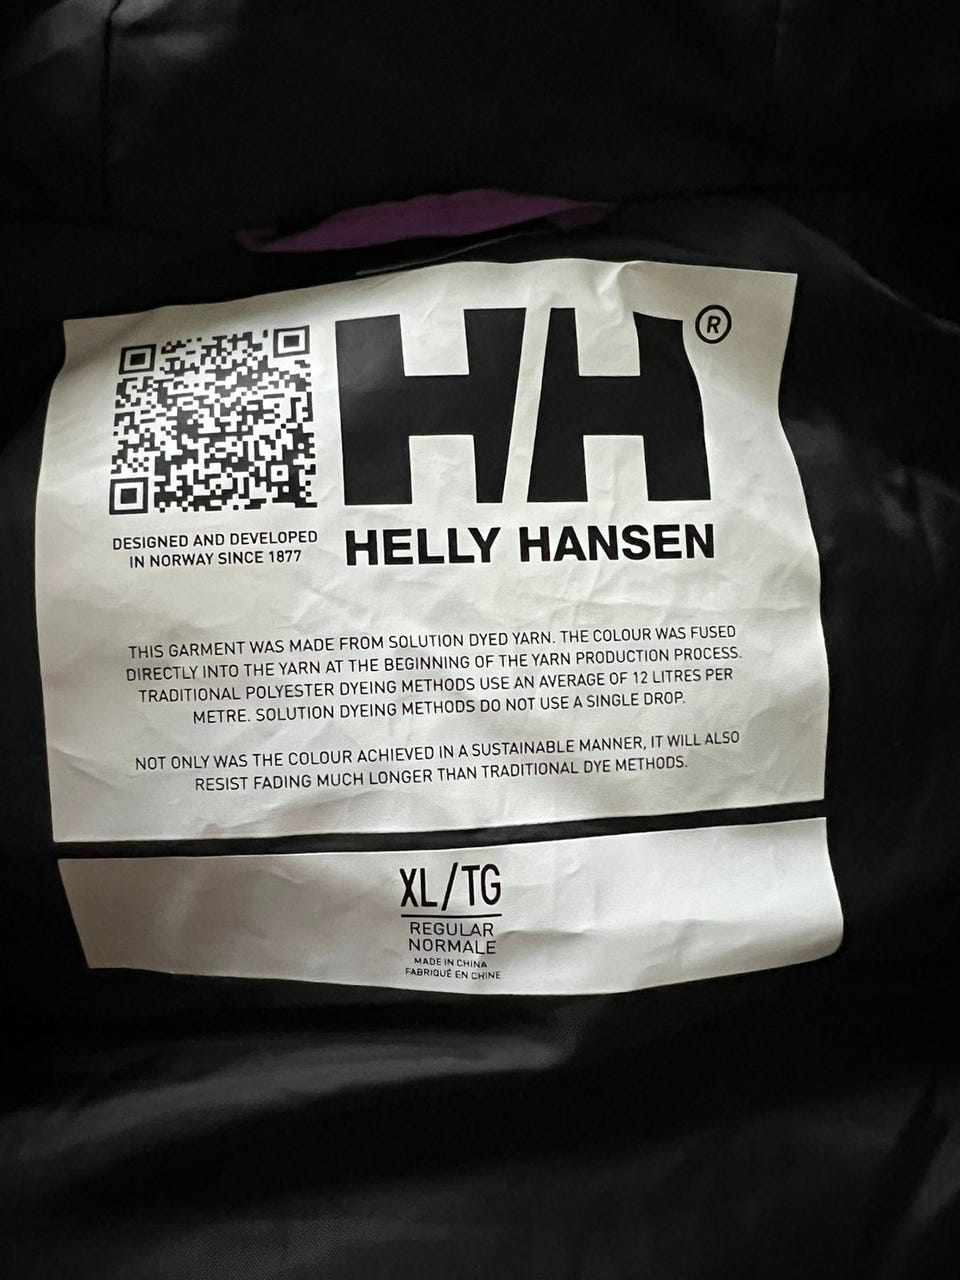 HH®
DESIGNED AND DEVELOPED
IN NORWAY SINCE 1877
HELLY HANSEN
THIS GARMENT WAS MADE FROM SOLUTION DYED YARN. THE COLOUR WAS FUSED
DIRECTLY INTO THE YARN AT THE BEGINNING OF THE YARN PRODUCTION PROCESS.
TRADITIONAL POLYESTER DYEING METHODS USE AN AVERAGE OF 12 LITRES PER
METRE. SOLUTION DYEING METHODS DO NOT USE A SINGLE DROP.
NOT ONLY WAS THE COLOUR ACHIEVED IN A SUSTAINABLE MANNER, IT WILL ALSO
RESIST FADING MUCH LONGER THAN TRADITIONAL DYE METHODS.
XL/TG
REGULAR
NORMALE
MADE IN CHINA
FABRIQUÉ EN CHINE